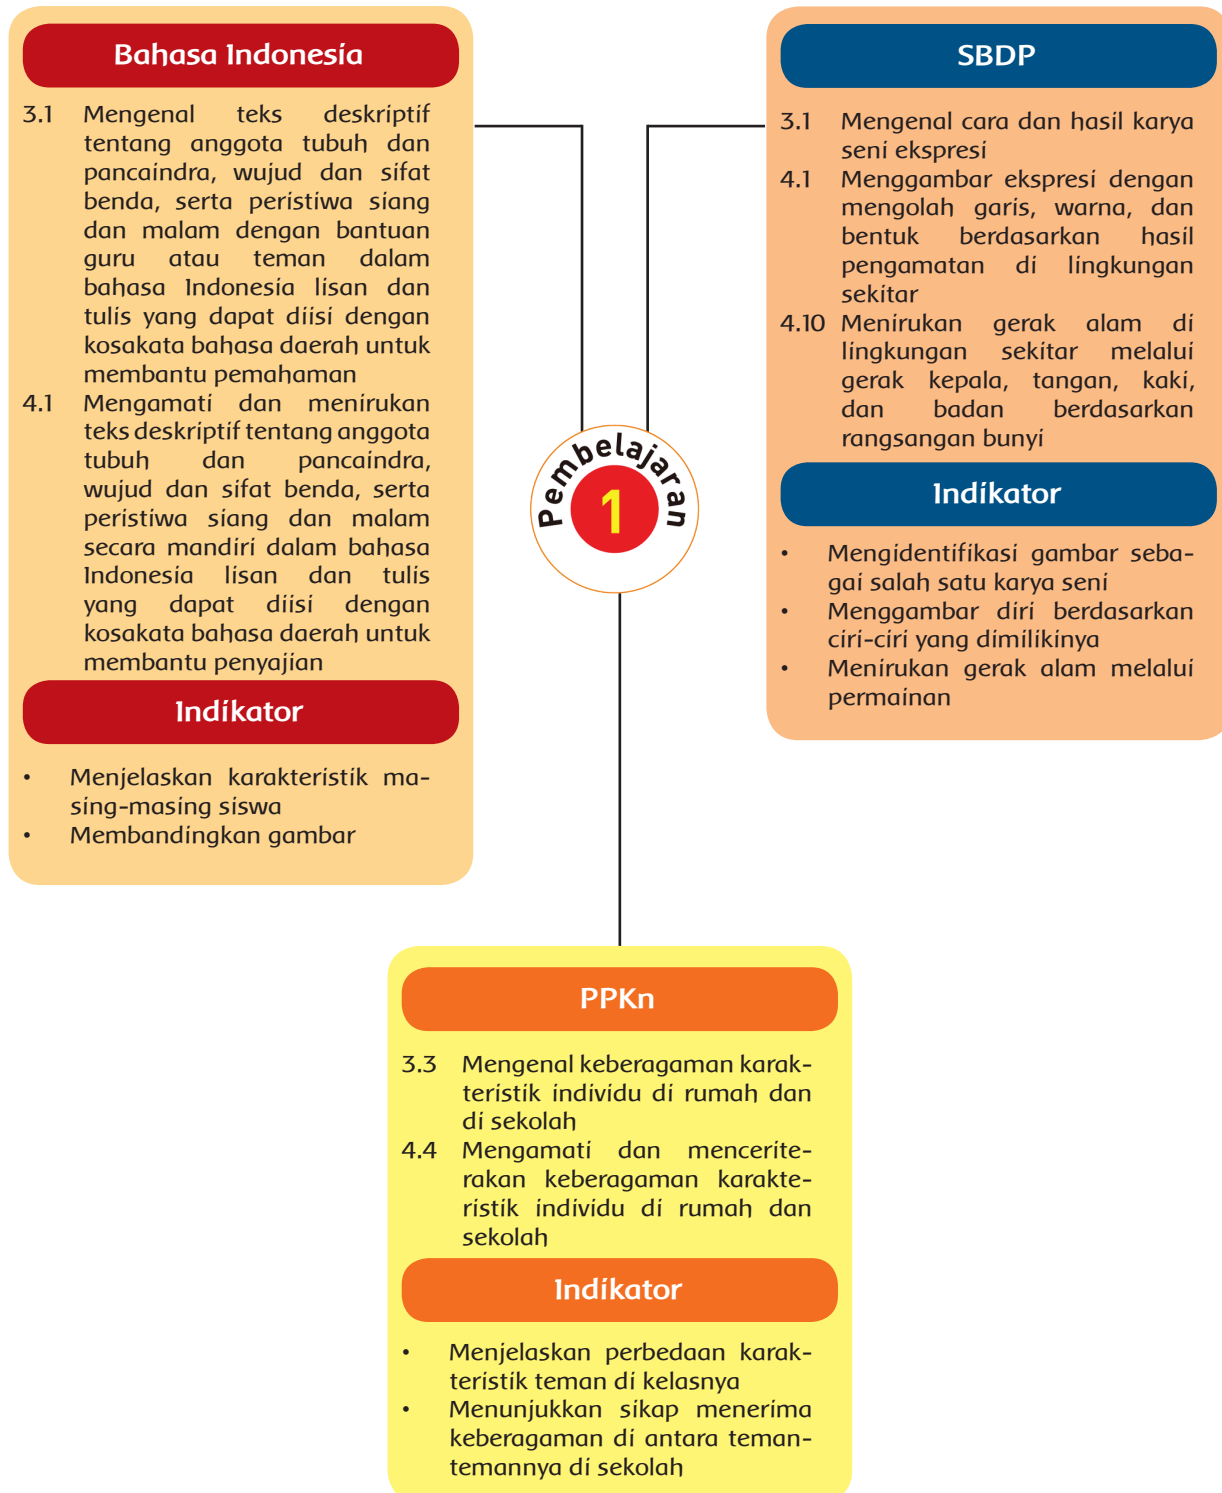 Bahasa Indonesia
3.1 Mengenal teks deskriptif
tentang anggota tubuh dan
pancaindra, wujud dan sifat
benda, serta peristiwa siang
dan malam dengan bantuan
guru atau teman dalam
bahasa Indonesia lisan dan
tulis yang dapat diisi dengan
kosakata bahasa daerah untuk
membantu pemahaman
4.1 Mengamati dan menirukan
teks deskriptif tentang anggota
tubuh dan pancaindra,
wujud dan sifat benda, serta
peristiwa siang dan malam
secara mandiri dalam bahasa
Indonesia lisan dan tulis
yang dapat diisi dengan
kosakata bahasa daerah untuk
membantu penyajian
Indikator
• Menjelaskan karakteristik ma-
sing-masing siswa
• Membandingkan gambar
SBDP
3.1 Mengenal cara dan hasil karya
seni ekspresi
4.1 Menggambar ekspresi dengan
mengolah garis, warna, dan
bentuk berdasarkan hasil
pengamatan di lingkungan
sekitar
4.10 Menirukan gerak alam di
lingkungan sekitar melalui
gerak kepala, tangan, kaki,
dan badan berdasarkan
rangsangan bunyi
Indikator
• Mengidentifikasi gambar seba-
gai salah satu karya seni
• Menggambar diri berdasarkan
ciri-ciri yang dimilikinya
• Menirukan gerak alam melalui
permainan
Pembelajaran
1
PPKn
3.3 Mengenal keberagaman karak-
teristik individu di rumah dan
di sekolah
4.4 Mengamati dan mencerite-
rakan keberagaman karakte-
ristik individu di rumah dan
sekolah
Indikator
• Menjelaskan perbedaan karak-
teristik teman di kelasnya
• Menunjukkan sikap menerima
keberagaman di antara teman-
temannya di sekolah